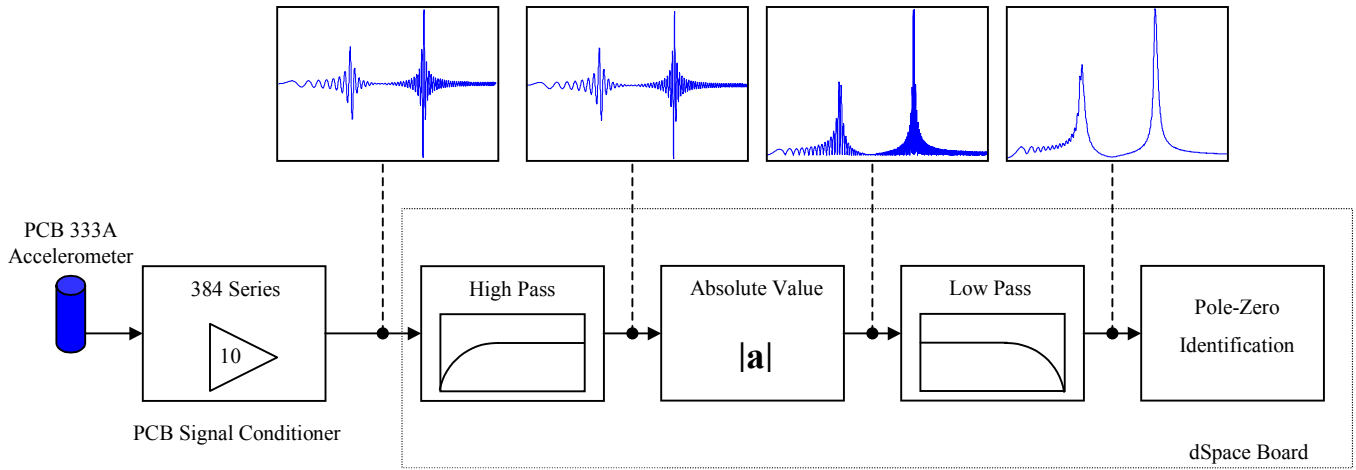 PCB 333A
Accelerometer
384 Series
10
PCB Signal Conditioner
High Pass
Absolute Value
|a|
Low Pass
Pole-Zero
Identification
dSpace Board